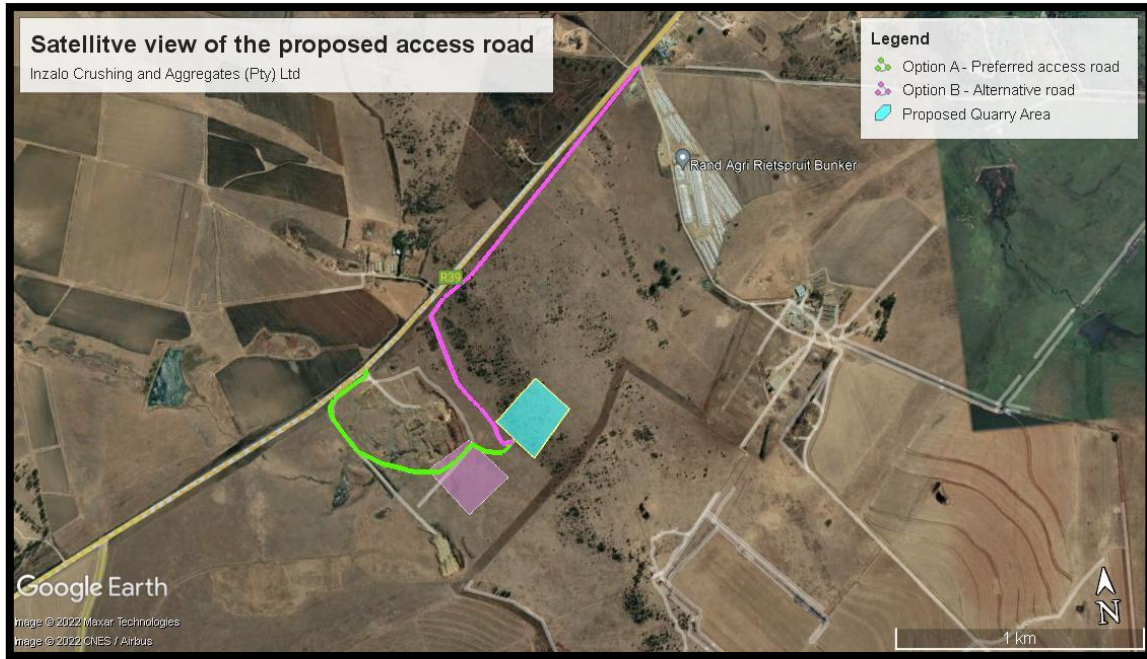 Satellitve view of the proposed access road
Inzalo Crushing and Aggregates (Pty) Ltd
Legend
Option A - Preferred access road
Option B - Alternative road
Proposed Quarry Area
Rand Agri Rietspruit Bunker
R39
Google Earth
Image © 2022 Maxar Technologies
Image © 2022 CNES / Airbus
N
1 km